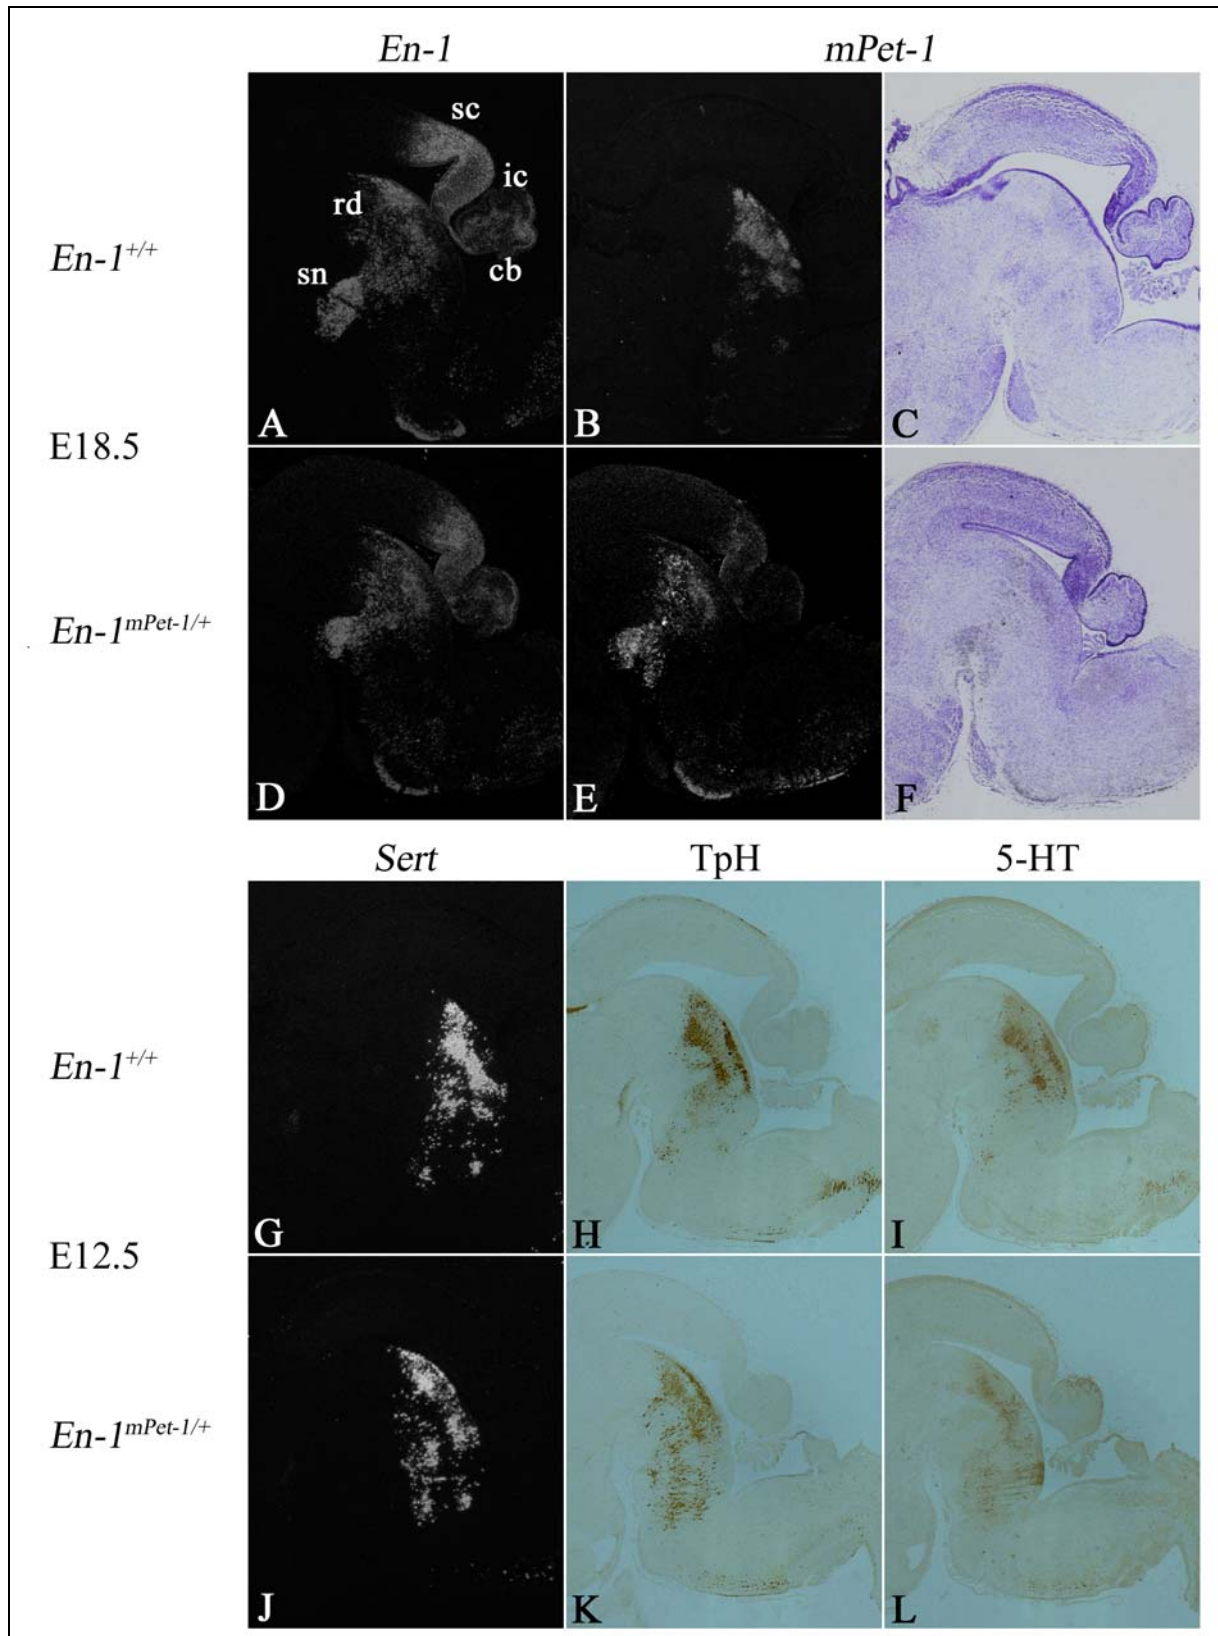 En-1 mPet-1
sc
ic
rd
cb
sn
En-1+/+
A B C
E18.5
En-1mPet-1/+
D E F
Sert TpH 5-HT
En-1+/+
G H I
E12.5
En-1mPet-1/+
J K L